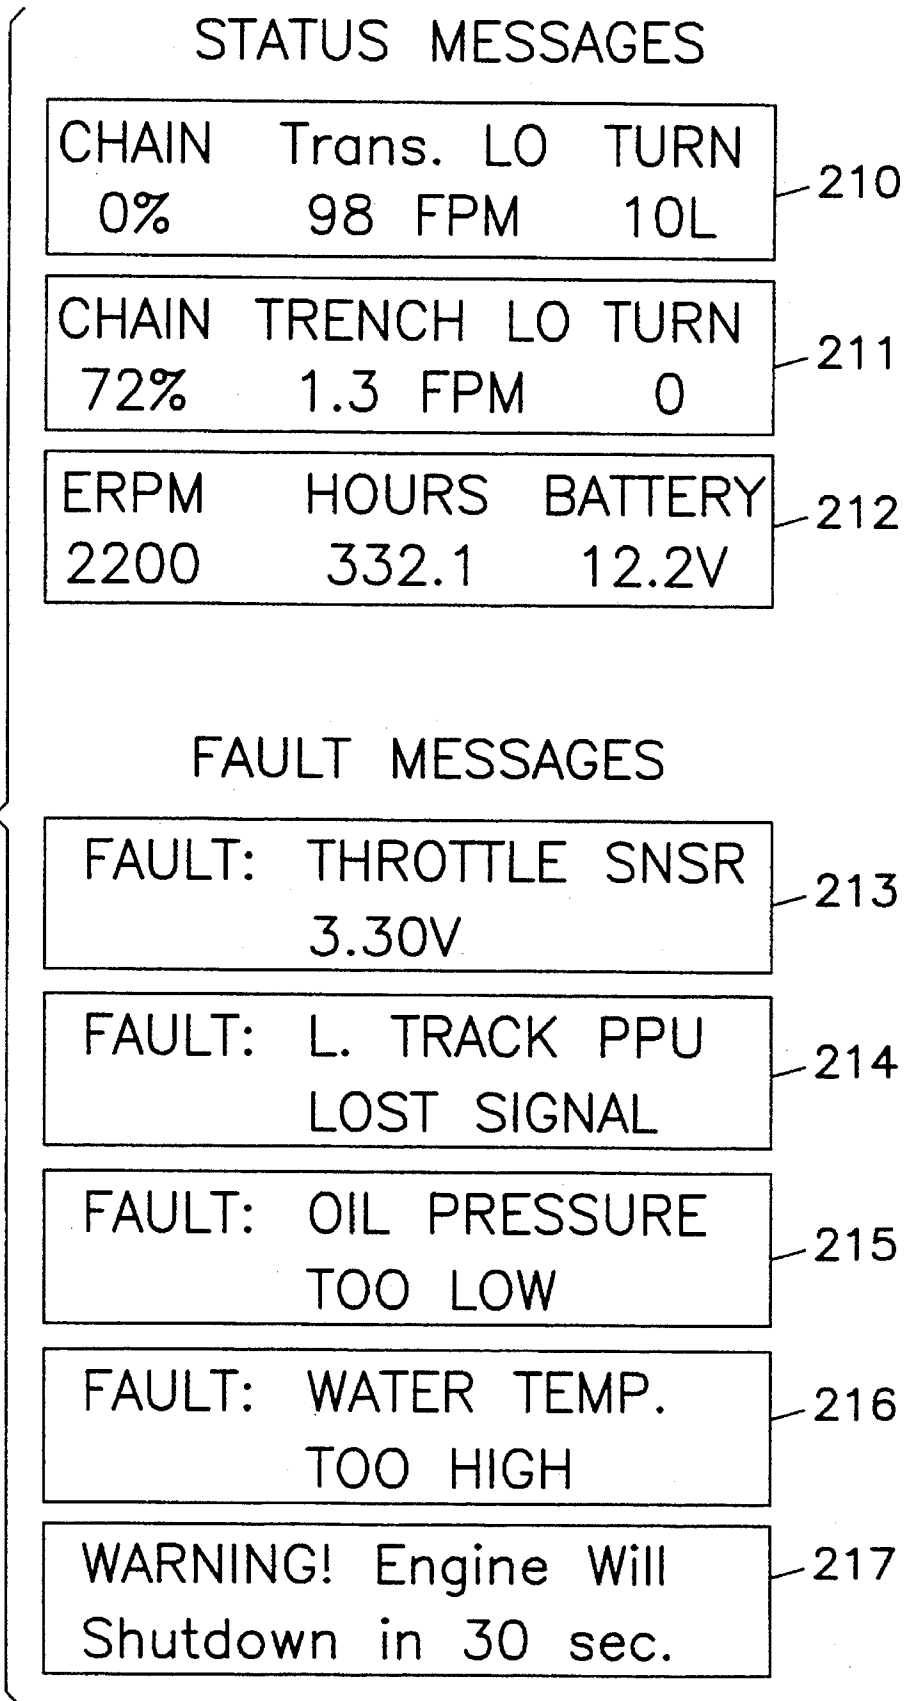 STATUS MESSAGES
CHAIN Trans. LO TURN
0% 98 FPM 10L
210
CHAIN TRENCH LO TURN
72% 1.3 FPM 0
211
ERPM HOURS BATTERY
2200 332.1 12.2V
212
FAULT MESSAGES
FAULT: THROTTLE SNSR
3.30V
213
FAULT: L. TRACK PPU
LOST SIGNAL
214
FAULT: OIL PRESSURE
TOO LOW
215
FAULT: WATER TEMP.
TOO HIGH
216
WARNING! Engine Will
Shutdown in 30 sec.
217